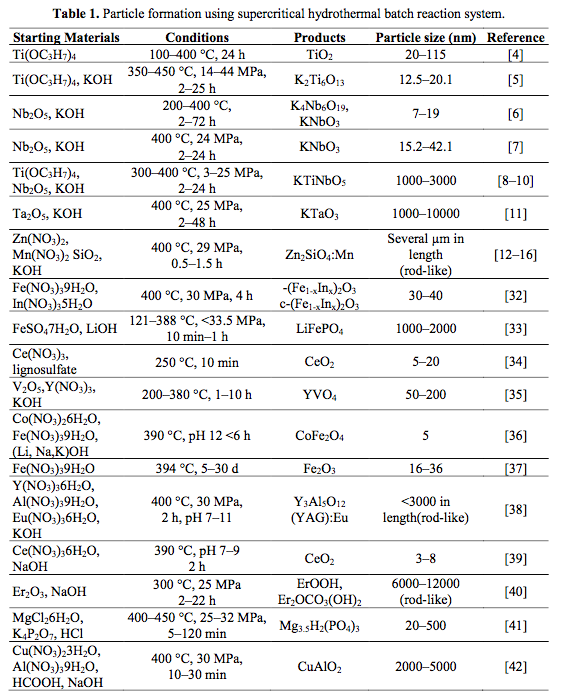 Table 1. Particle formation using supercritical hydrothermal batch reaction system.
Starting Materials Conditions Products Particle size (nm) Reference
Ti(OC₃H₇)₄ 100–400 °C, 24 h TiO₂ 20–115 [4]
Ti(OC₃H₇)₄, KOH 350–450 °C, 14–44 MPa, 2–25 h K₂Ti₆O₁₃ 12.5–20.1 [5]
Nb₂O₅, KOH 200–400 °C, 2–72 h K₄Nb₆O₁₉, KNbO₃ 7–19 [6]
Nb₂O₅, KOH 400 °C, 24 MPa, 2–24 h KNbO₃ 15.2–42.1 [7]
Ti(OC₃H₇)₄, Nb₂O₅, KOH 300–400 °C, 3–25 MPa, 2–24 h KTiNbO₅ 1000–3000 [8–10]
Ta₂O₅, KOH 400 °C, 25 MPa, 2–48 h KTaO₃ 1000–10000 [11]
Zn(NO₃)₂, Mn(NO₃)₂ SiO₂, KOH 400 °C, 29 MPa, 0.5–1.5 h Zn₂SiO₄:Mn Several µm in length (rod-like) [12–16]
Fe(NO₃)₃9H₂O, In(NO₃)₃5H₂O 400 °C, 30 MPa, 4 h -(Fe₁₋ₓInₓ)₂O₃ c-(Fe₁₋ₓInₓ)₂O₃ 30–40 [32]
FeSO₄7H₂O, LiOH 121–388 °C, <33.5 MPa, 10 min–1 h LiFePO₄ 1000–2000 [33]
Ce(NO₃)₃, lignosulfate 250 °C, 10 min CeO₂ 5–20 [34]
V₂O₅,Y(NO₃)₃, KOH 200–380 °C, 1–10 h YVO₄ 50–200 [35]
Co(NO₃)₂6H₂O, Fe(NO₃)₃9H₂O, (Li, Na,K)OH 390 °C, pH 12 <6 h CoFe₂O₄ 5 [36]
Fe(NO₃)₃9H₂O 394 °C, 5–30 d Fe₂O₃ 16–36 [37]
Y(NO₃)₃6H₂O, Al(NO₃)₃9H₂O, Eu(NO₃)₃6H₂O, KOH 400 °C, 30 MPa, 2 h, pH 7–11 Y₃Al₅O₁₂ (YAG):Eu <3000 in length(rod-like) [38]
Ce(NO₃)₃6H₂O, NaOH 390 °C, pH 7–9 2 h CeO₂ 3–8 [39]
Er₂O₃, NaOH 300 °C, 25 MPa 2–22 h ErOOH, Er₂OCO₃(OH)₂ 6000–12000 (rod-like) [40]
MgCl₂6H₂O, K₄P₂O₇, HCl 400–450 °C, 25–32 MPa, 5–120 min Mg₃.₅H₂(PO₄)₃ 20–500 [41]
Cu(NO₃)₂3H₂O, Al(NO₃)₃9H₂O, HCOOH, NaOH 400 °C, 30 MPa, 10–30 min CuAlO₂ 2000–5000 [42]